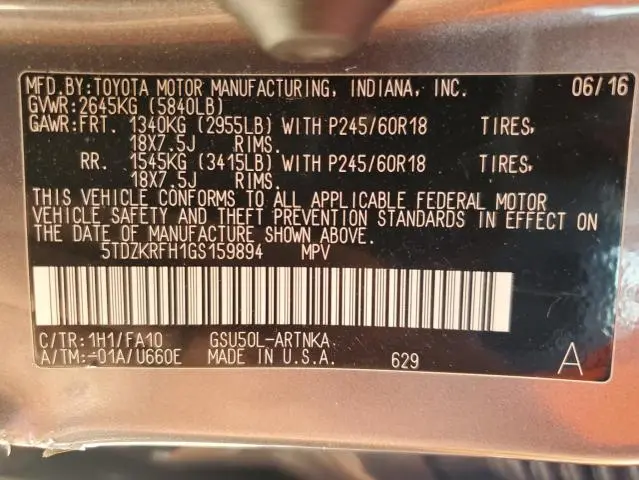 MFD.BY:TOYOTA MOTOR MANUFACTURING, INDIANA, INC. 06/16
GVWR:2645KG (5840LB)
GAWR:FRT. 1340KG (2955LB) WITH P245/60R18 TIRES,
18X7.5J RIMS.
RR. 1545KG (3415LB) WITH P245/60R18 TIRES,
18X7.5J RIMS.
THIS VEHICLE CONFORMS TO ALL APPLICABLE FEDERAL MOTOR
VEHICLE SAFETY AND THEFT PREVENTION STANDARDS IN EFFECT ON
THE DATE OF MANUFACTURE SHOWN ABOVE.
5TDZKRFH1GS159894 MPV
C/TR:1H1/FA10 GSU50L-ARTNKA
A/TM:-01A/U660E MADE IN U.S.A. 629 A